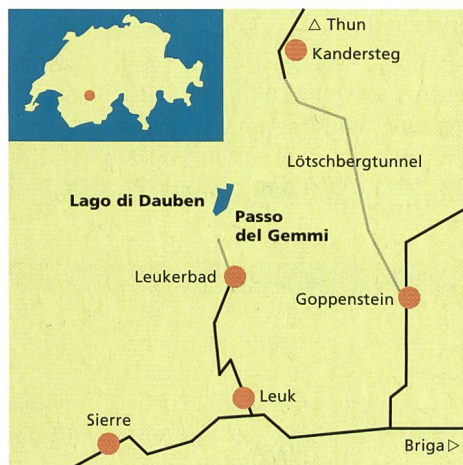 △ Thun
Kandersteg
Lötschbergtunnel
Lago di Dauben
Passo
del Gemmi
Leukerbad
Goppenstein
Leuk
Sierre
Briga ▷